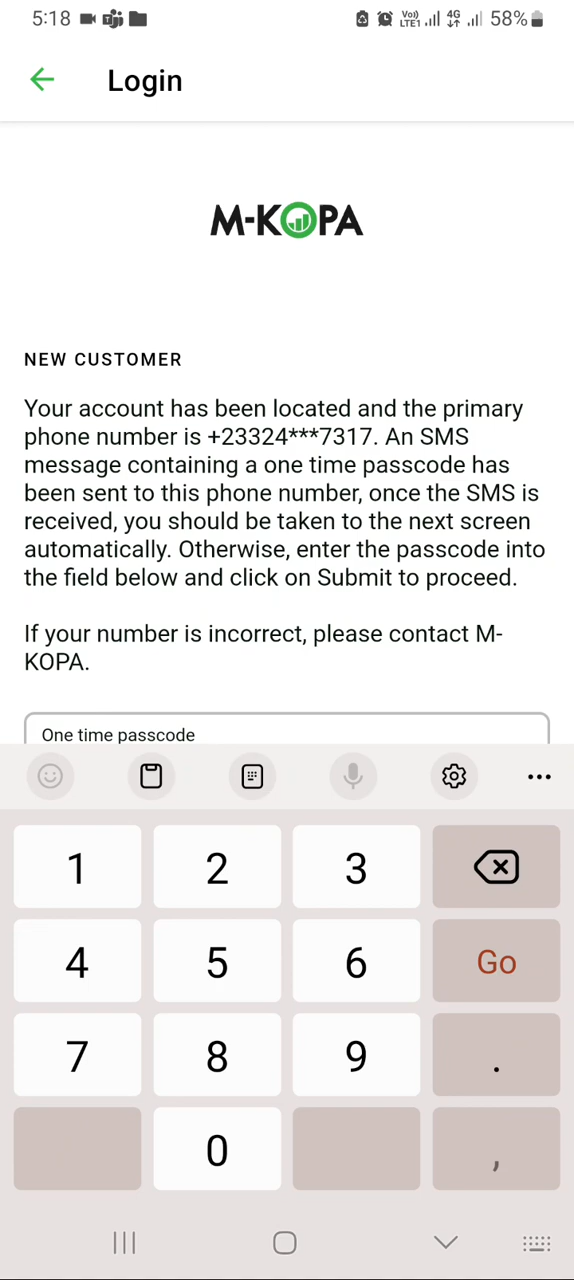 5:18 Vo)) LTE1 4G 58%
Login
M-KOPA
NEW CUSTOMER
Your account has been located and the primary
phone number is +23324***7317. An SMS
message containing a one time passcode has
been sent to this phone number, once the SMS is
received, you should be taken to the next screen
automatically. Otherwise, enter the passcode into
the field below and click on Submit to proceed.
If your number is incorrect, please contact M-
KOPA.
One time passcode
1 2 3
4 5 6 Go
7 8 9 .
0 ,